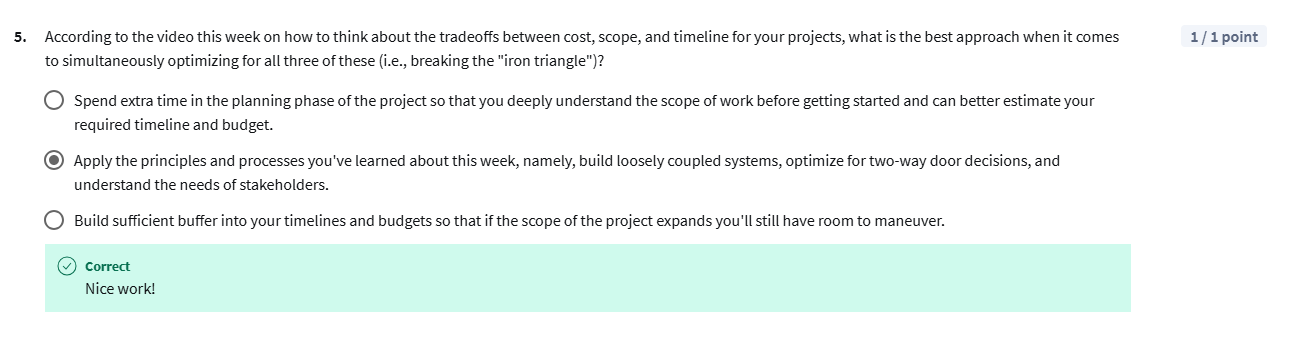 5. According to the video this week on how to think about the tradeoffs between cost, scope, and timeline for your projects, what is the best approach when it comes 1 / 1 point
to simultaneously optimizing for all three of these (i.e., breaking the "iron triangle")?
Spend extra time in the planning phase of the project so that you deeply understand the scope of work before getting started and can better estimate your
required timeline and budget.
Apply the principles and processes you've learned about this week, namely, build loosely coupled systems, optimize for two-way door decisions, and
understand the needs of stakeholders.
Build sufficient buffer into your timelines and budgets so that if the scope of the project expands you'll still have room to maneuver.
Correct
Nice work!